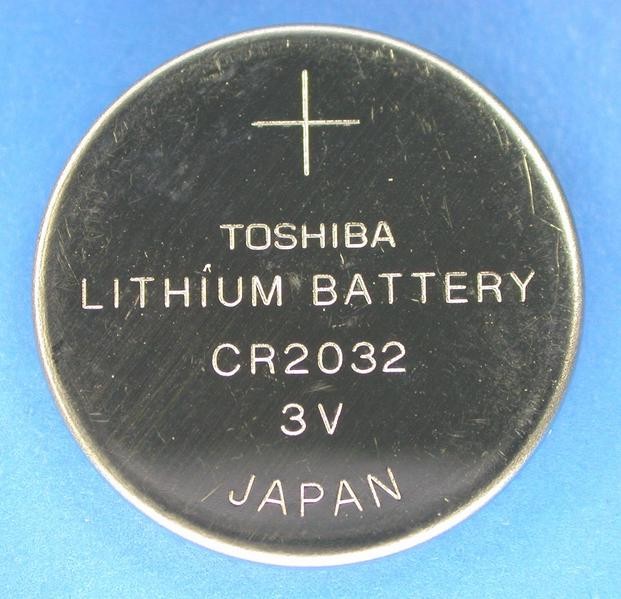 +
TOSHIBA
LITHIUM BATTERY
CR2032
3V
JAPAN